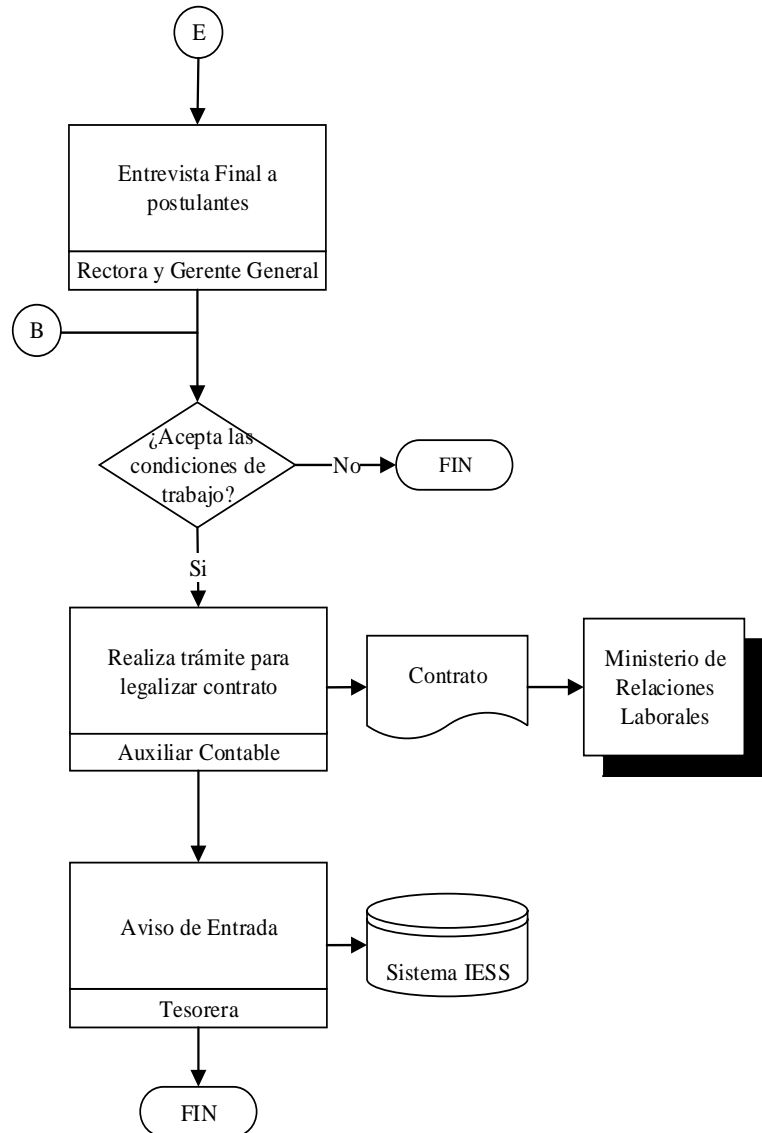 E
Entrevista Final a
postulantes
Rectora y Gerente General
B
¿Acepta las
condiciones de
trabajo?
No
FIN
Si
Realiza trámite para
legalizar contrato
Auxiliar Contable
Contrato
Ministerio de
Relaciones
Laborales
Aviso de Entrada
Tesorera
Sistema IESS
FIN